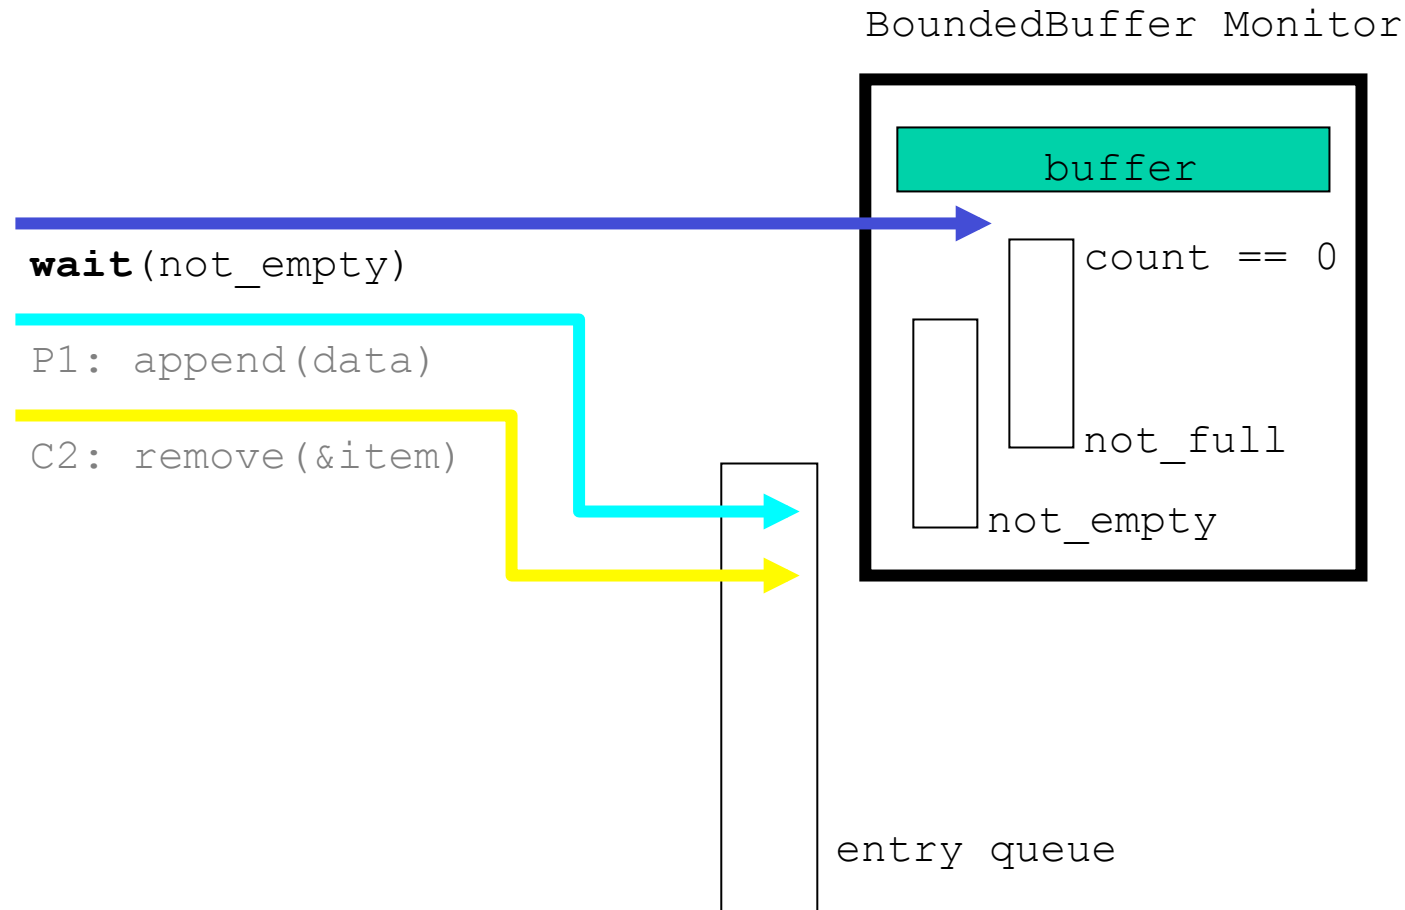 BoundedBuffer Monitor
buffer
wait(not_empty)
count == 0
P1: append(data)
C2: remove(&item)
not_full
not_empty
entry queue